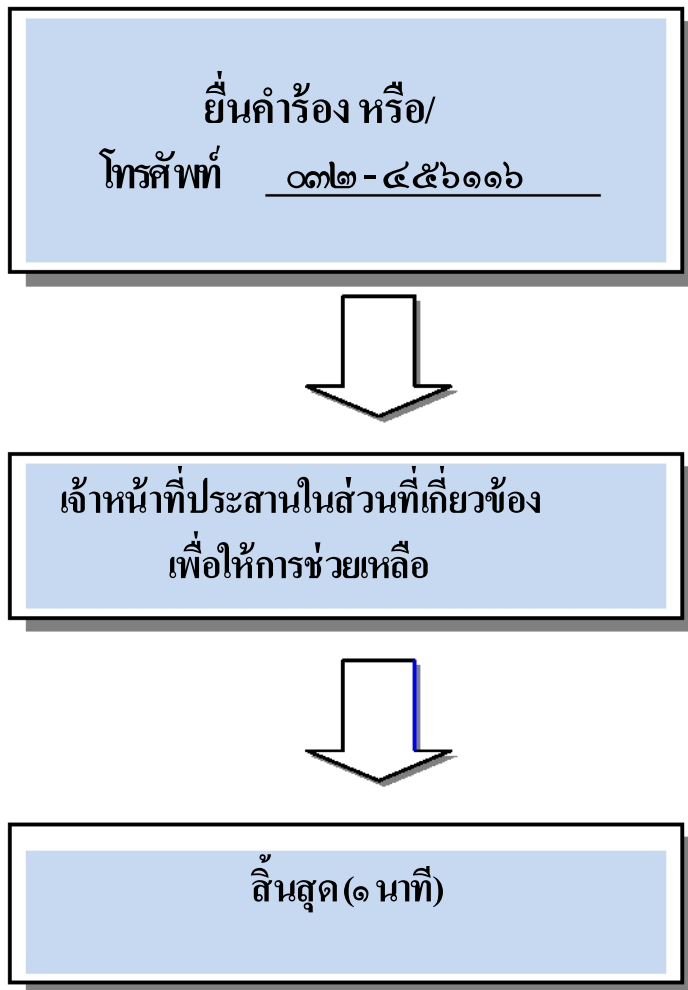 ยื่นคำร้อง หรือ/
โทรศัพท์ ๐๓๒ - ๔๕๖๑๑๖
เจ้าหน้าที่ประสานในส่วนที่เกี่ยวข้อง
เพื่อให้การช่วยเหลือ
สิ้นสุด (๑ นาที)